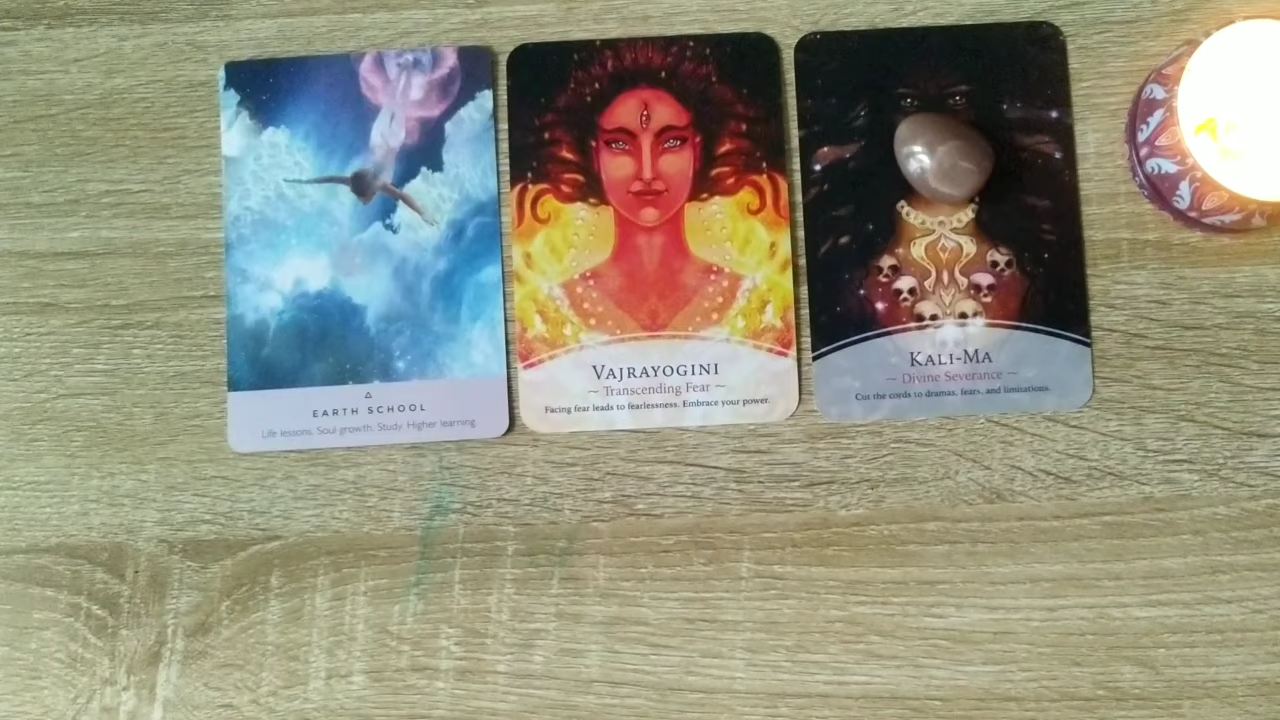 EARTH SCHOOL
Life lessons. Soul growth. Study. Higher learning.
VAJRAYOGINI
~ Transcending Fear ~
Facing fear leads to fearlessness. Embrace your power.
KALI-MA
~ Divine Severance ~
Cut the cords to dramas, fears, and limitations.